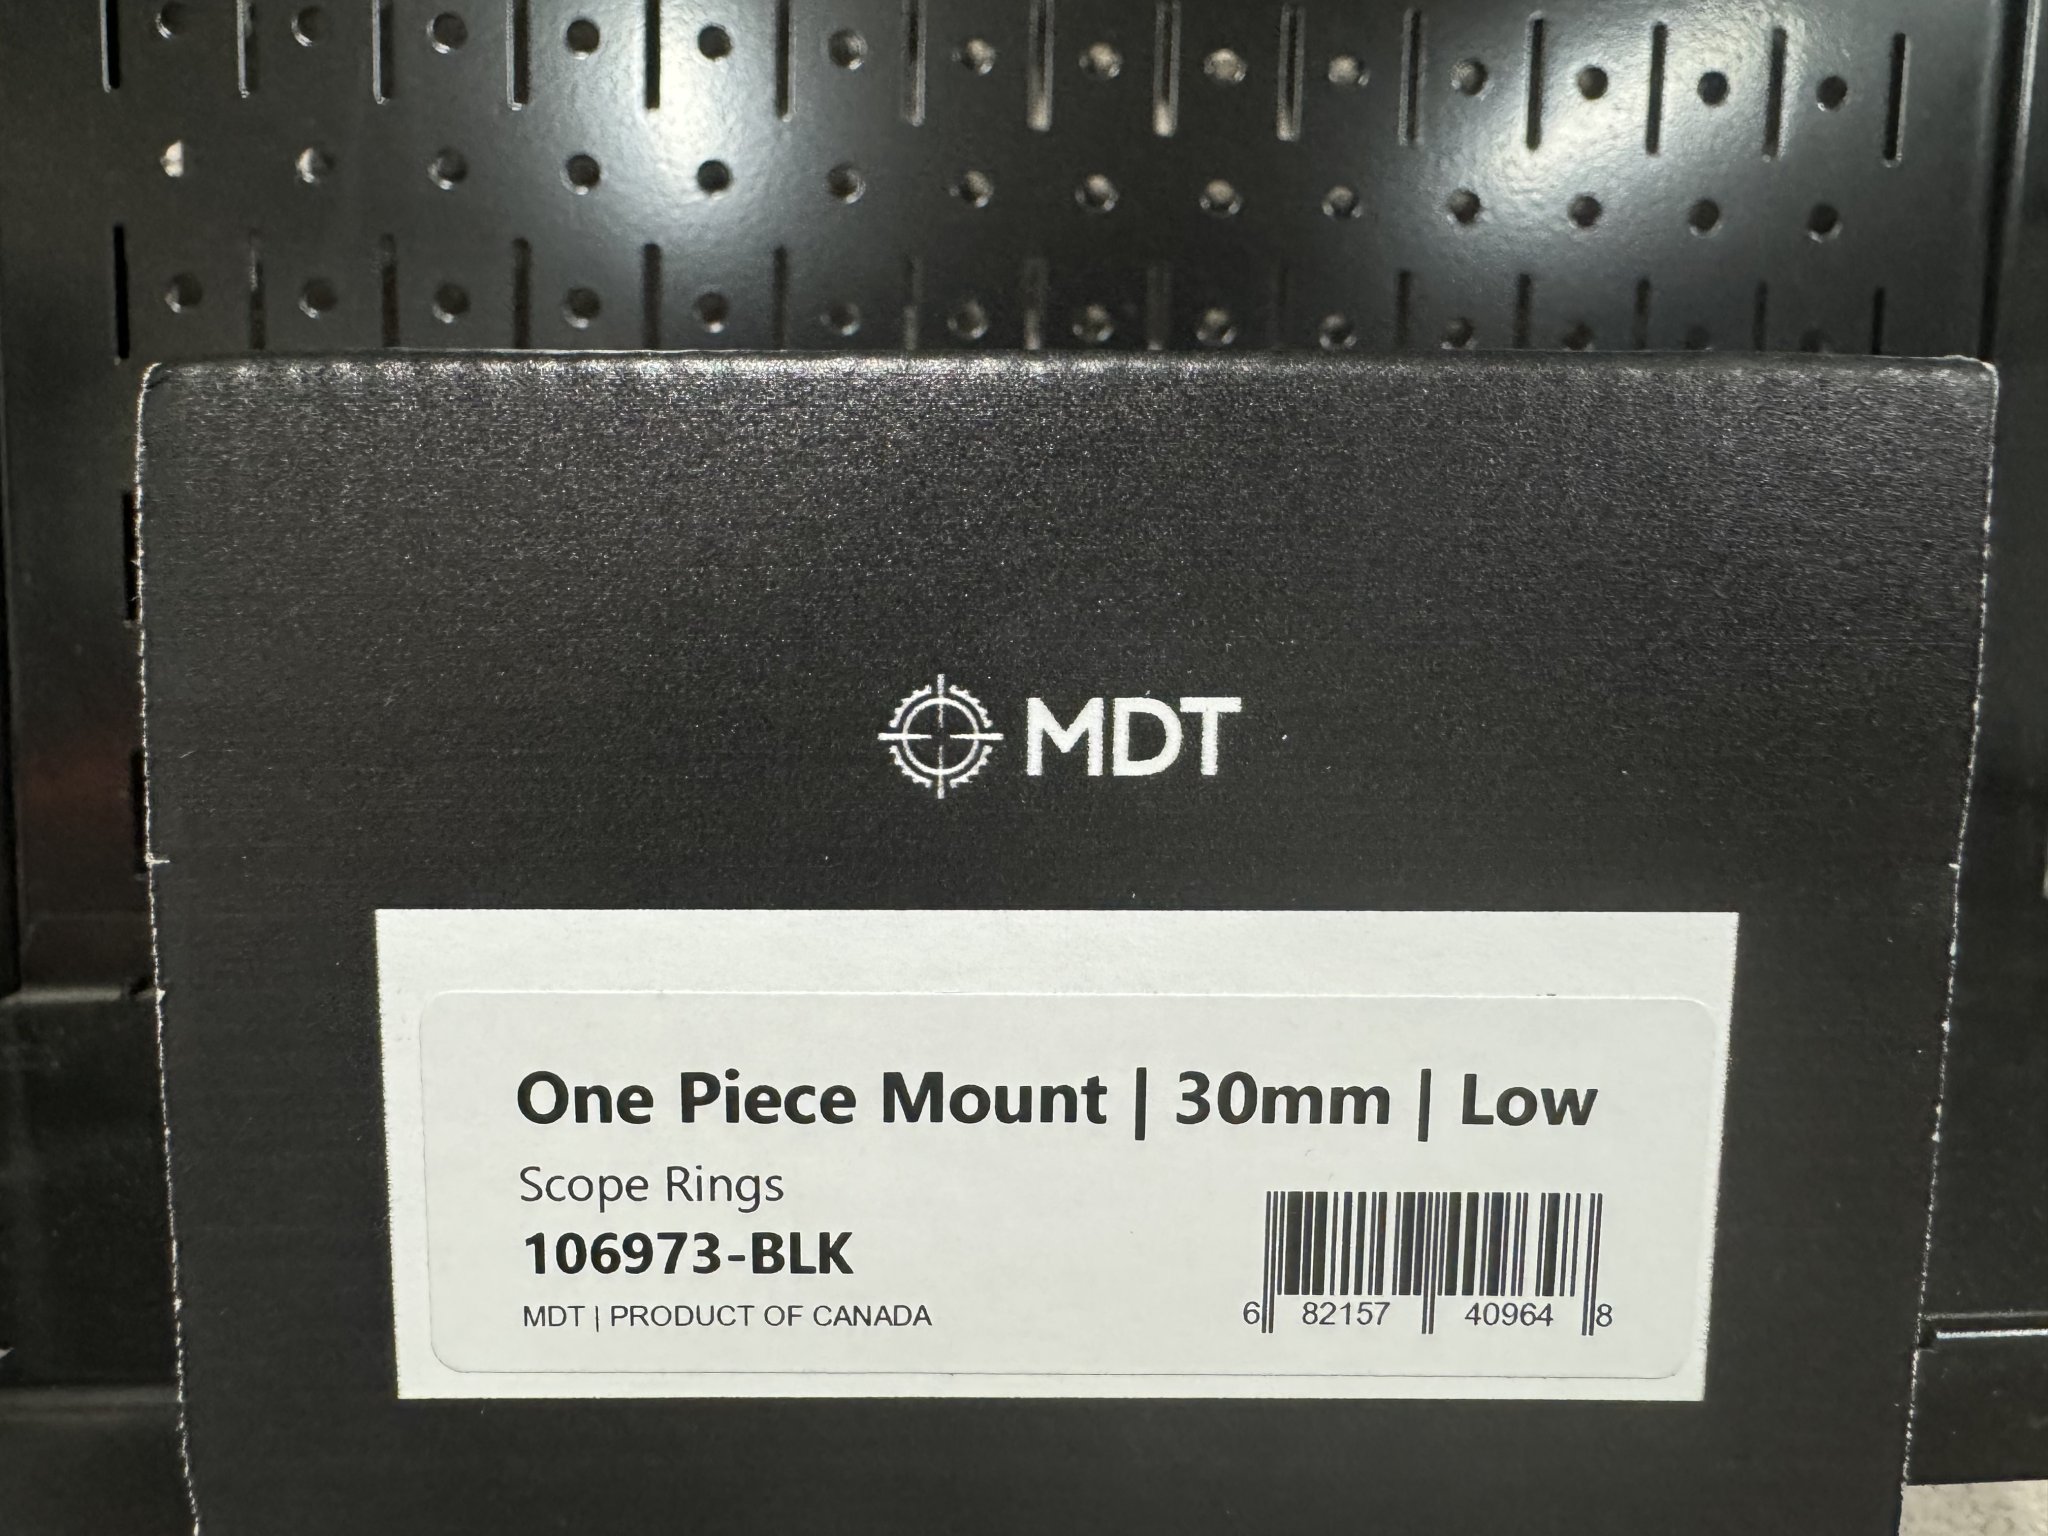 MDT
One Piece Mount | 30mm | Low
Scope Rings
106973-BLK
MDT | PRODUCT OF CANADA
6 82157 40964 8